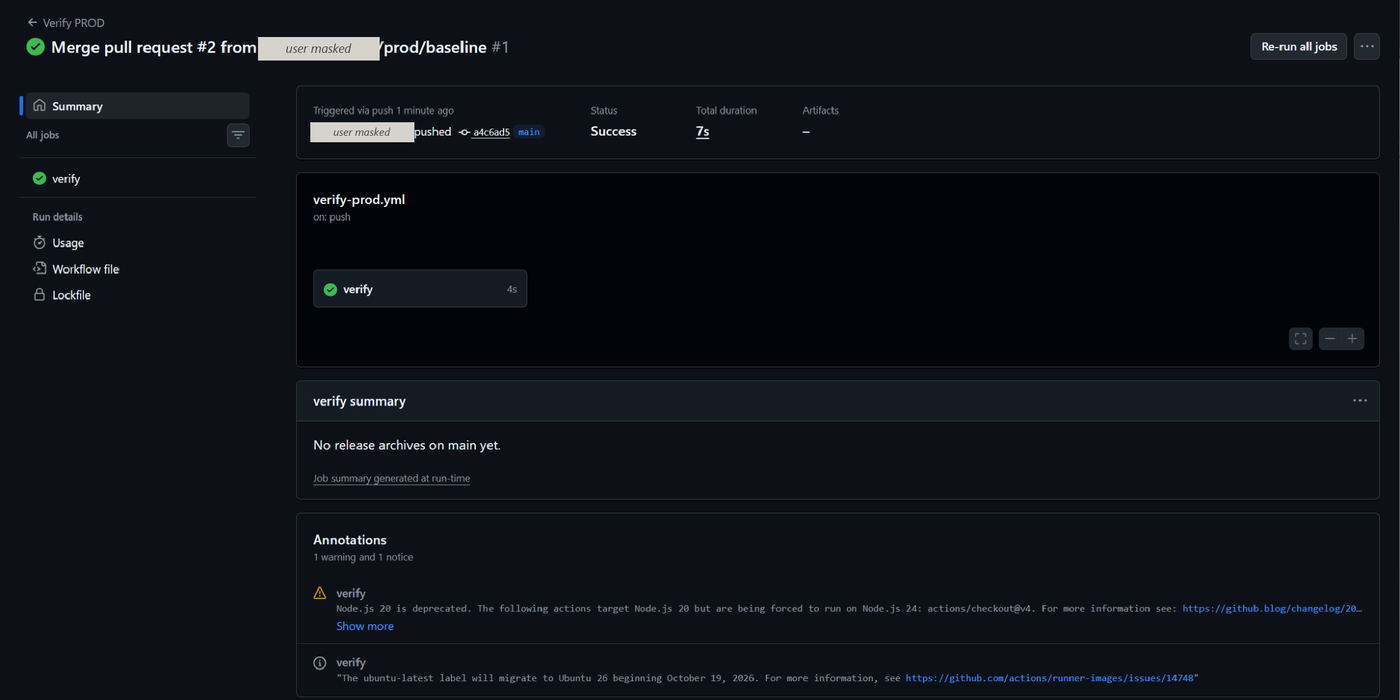 Verify PROD
Merge pull request #2 from user masked /prod/baseline #1
Re-run all jobs
Summary
All jobs
verify
Run details
Usage
Workflow file
Lockfile
Triggered via push 1 minute ago
user masked pushed a4c6ad5 main
Status
Success
Total duration
7s
Artifacts
–
verify-prod.yml
on: push
verify 4s
verify summary
No release archives on main yet.
Job summary generated at run-time
Annotations
1 warning and 1 notice
verify
Node.js 20 is deprecated. The following actions target Node.js 20 but are being forced to run on Node.js 24: actions/checkout@v4. For more information see: https://github.blog/changelog/20…
Show more
verify
"The ubuntu-latest label will migrate to Ubuntu 26 beginning October 19, 2026. For more information, see https://github.com/actions/runner-images/issues/14748"